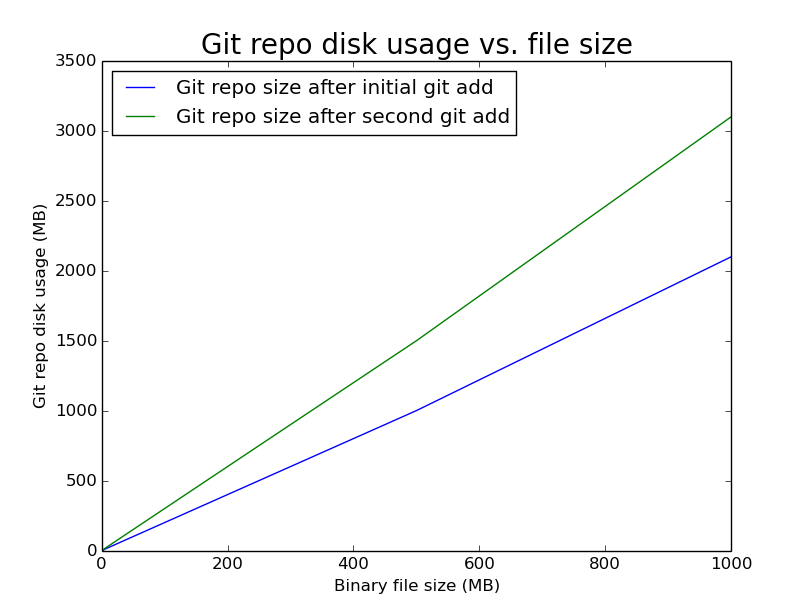 Git repo disk usage vs. file size
Git repo size after initial git add
Git repo size after second git add
3500
3000
2500
2000
1500
1000
500
0
Git repo disk usage (MB)
0 200 400 600 800 1000
Binary file size (MB)